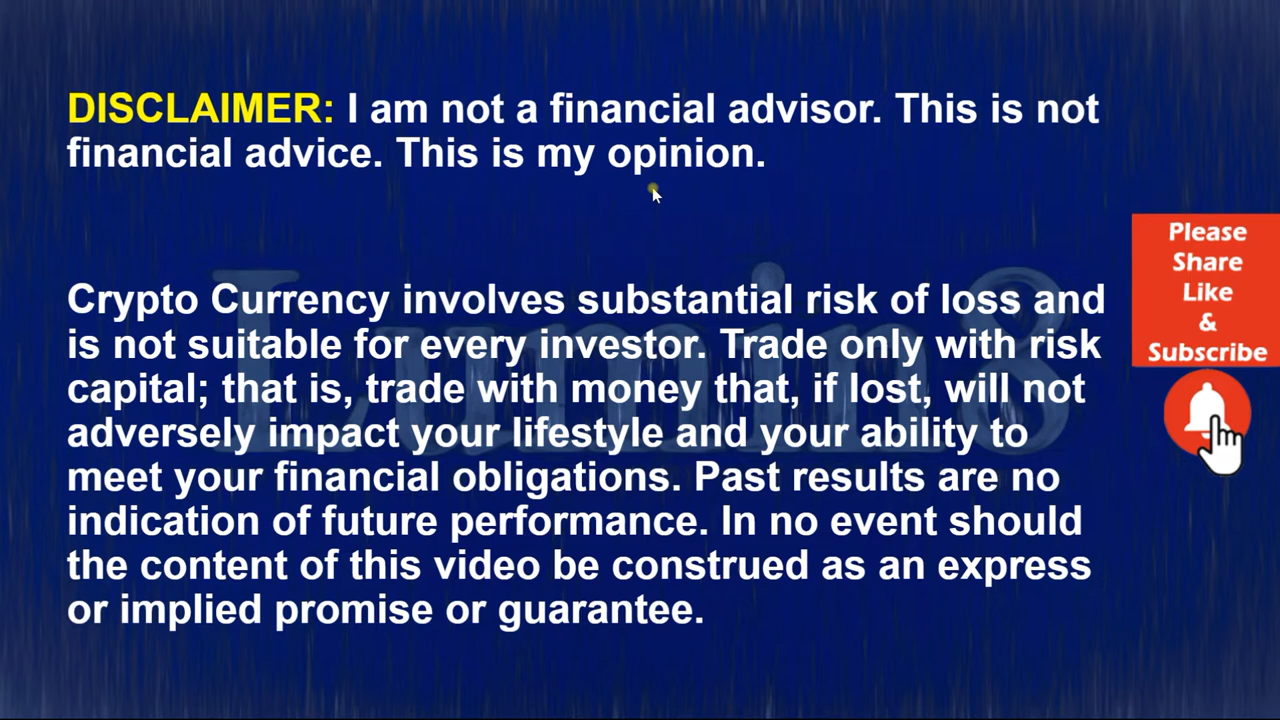 DISCLAIMER: I am not a financial advisor. This is not
financial advice. This is my opinion.
Crypto Currency involves substantial risk of loss and
is not suitable for every investor. Trade only with risk
capital; that is, trade with money that, if lost, will not
adversely impact your lifestyle and your ability to
meet your financial obligations. Past results are no
indication of future performance. In no event should
the content of this video be construed as an express
or implied promise or guarantee.
Lumin8
Please
Share
Like
&
Subscribe